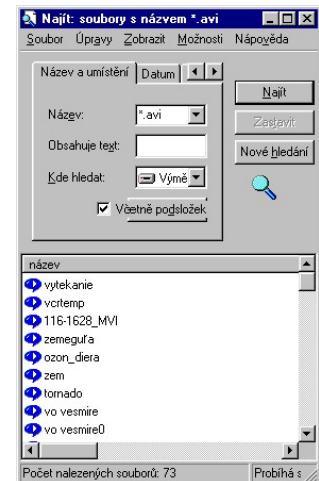 Najít: soubory s názvem *.avi
Soubor Úpravy Zobrazit Možnosti Nápověda
Název a umístění Datum
Najít
Název: *.avi
Zastavit
Obsahuje text:
Nové hledání
Kde hledat: Výmě
Včetně podsložek
název
vytekanie
vcrtemp
116-1628_MVI
zemeguľa
ozon_diera
zem
tornado
vo vesmire
vo vesmire0
Počet nalezených souborů: 73 Probíhá s